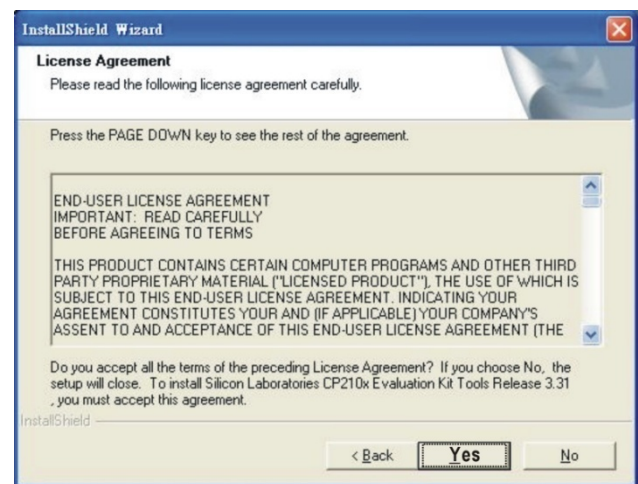 InstallShield Wizard
License Agreement
Please read the following license agreement carefully.
Press the PAGE DOWN key to see the rest of the agreement.
END-USER LICENSE AGREEMENT
IMPORTANT: READ CAREFULLY
BEFORE AGREEING TO TERMS
THIS PRODUCT CONTAINS CERTAIN COMPUTER PROGRAMS AND OTHER THIRD
PARTY PROPRIETARY MATERIAL ("LICENSED PRODUCT"), THE USE OF WHICH IS
SUBJECT TO THIS END-USER LICENSE AGREEMENT. INDICATING YOUR
AGREEMENT CONSTITUTES YOUR AND (IF APPLICABLE) YOUR COMPANY'S
ASSENT TO AND ACCEPTANCE OF THIS END-USER LICENSE AGREEMENT (THE
Do you accept all the terms of the preceding License Agreement? If you choose No, the
setup will close. To install Silicon Laboratories CP210x Evaluation Kit Tools Release 3.31
, you must accept this agreement.
InstallShield
< Back Yes No